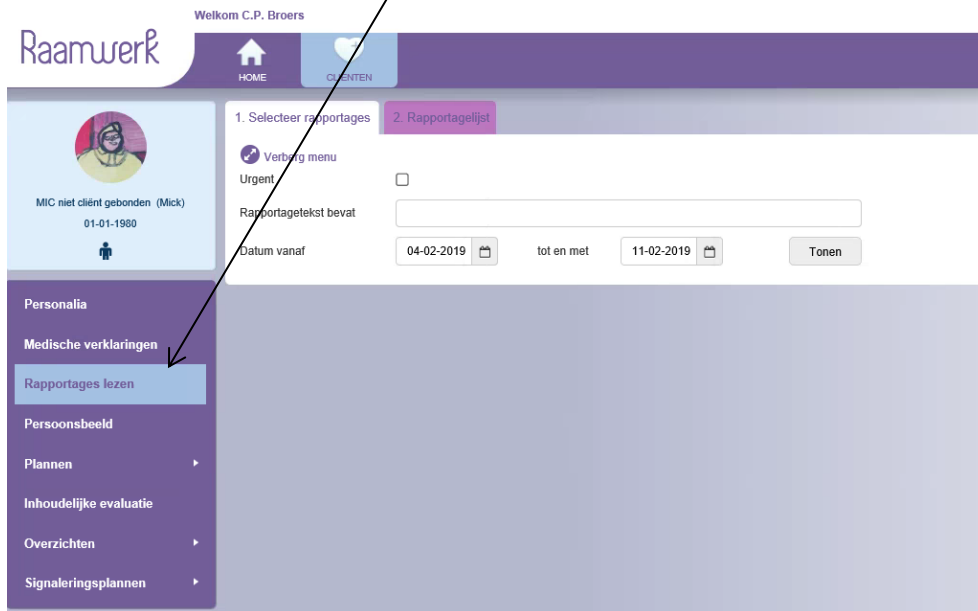 Welkom C.P. Broers
Raamwerk
HOME
CLIËNTEN
1. Selecteer rapportages
2. Rapportagelijst
Verberg menu
Urgent
Rapportagetekst bevat
Datum vanaf 04-02-2019 tot en met 11-02-2019 Tonen
MIC niet cliënt gebonden (Mick)
01-01-1980
Personalia
Medische verklaringen
Rapportages lezen
Persoonsbeeld
Plannen
Inhoudelijke evaluatie
Overzichten
Signaleringsplannen